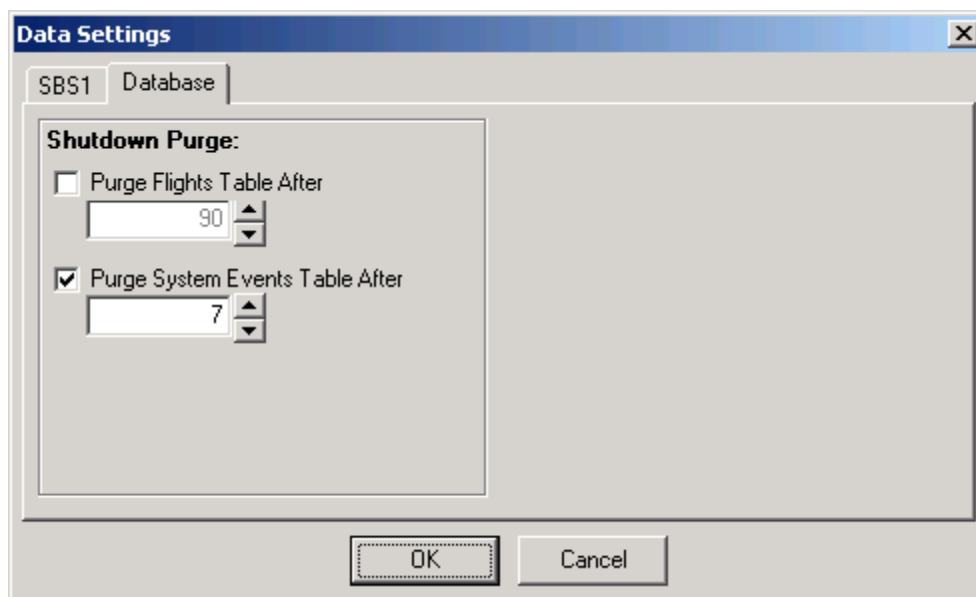 Data Settings
SBS1
Database
Shutdown Purge:
Purge Flights Table After
90
Purge System Events Table After
7
OK
Cancel